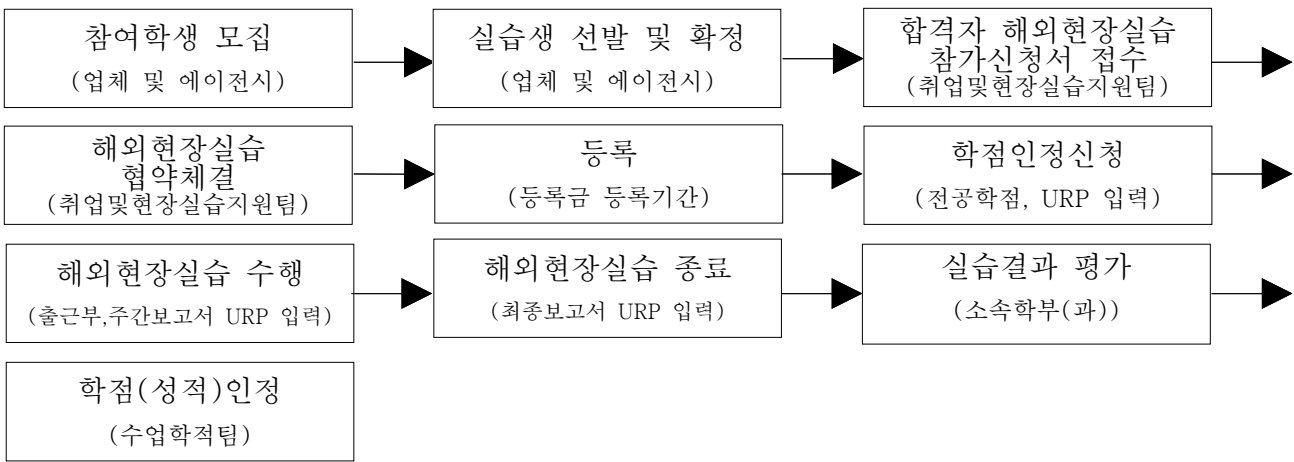 참여학생 모집
(업체 및 에이전시)
실습생 선발 및 확정
(업체 및 에이전시)
합격자 해외현장실습
참가신청서 접수
(취업및현장실습지원팀)
해외현장실습
협약체결
(취업및현장실습지원팀)
등록
(등록금 등록기간)
학점인정신청
(전공학점, URP 입력)
해외현장실습 수행
(출근부,주간보고서 URP 입력)
해외현장실습 종료
(최종보고서 URP 입력)
실습결과 평가
(소속학부(과))
학점(성적)인정
(수업학적팀)